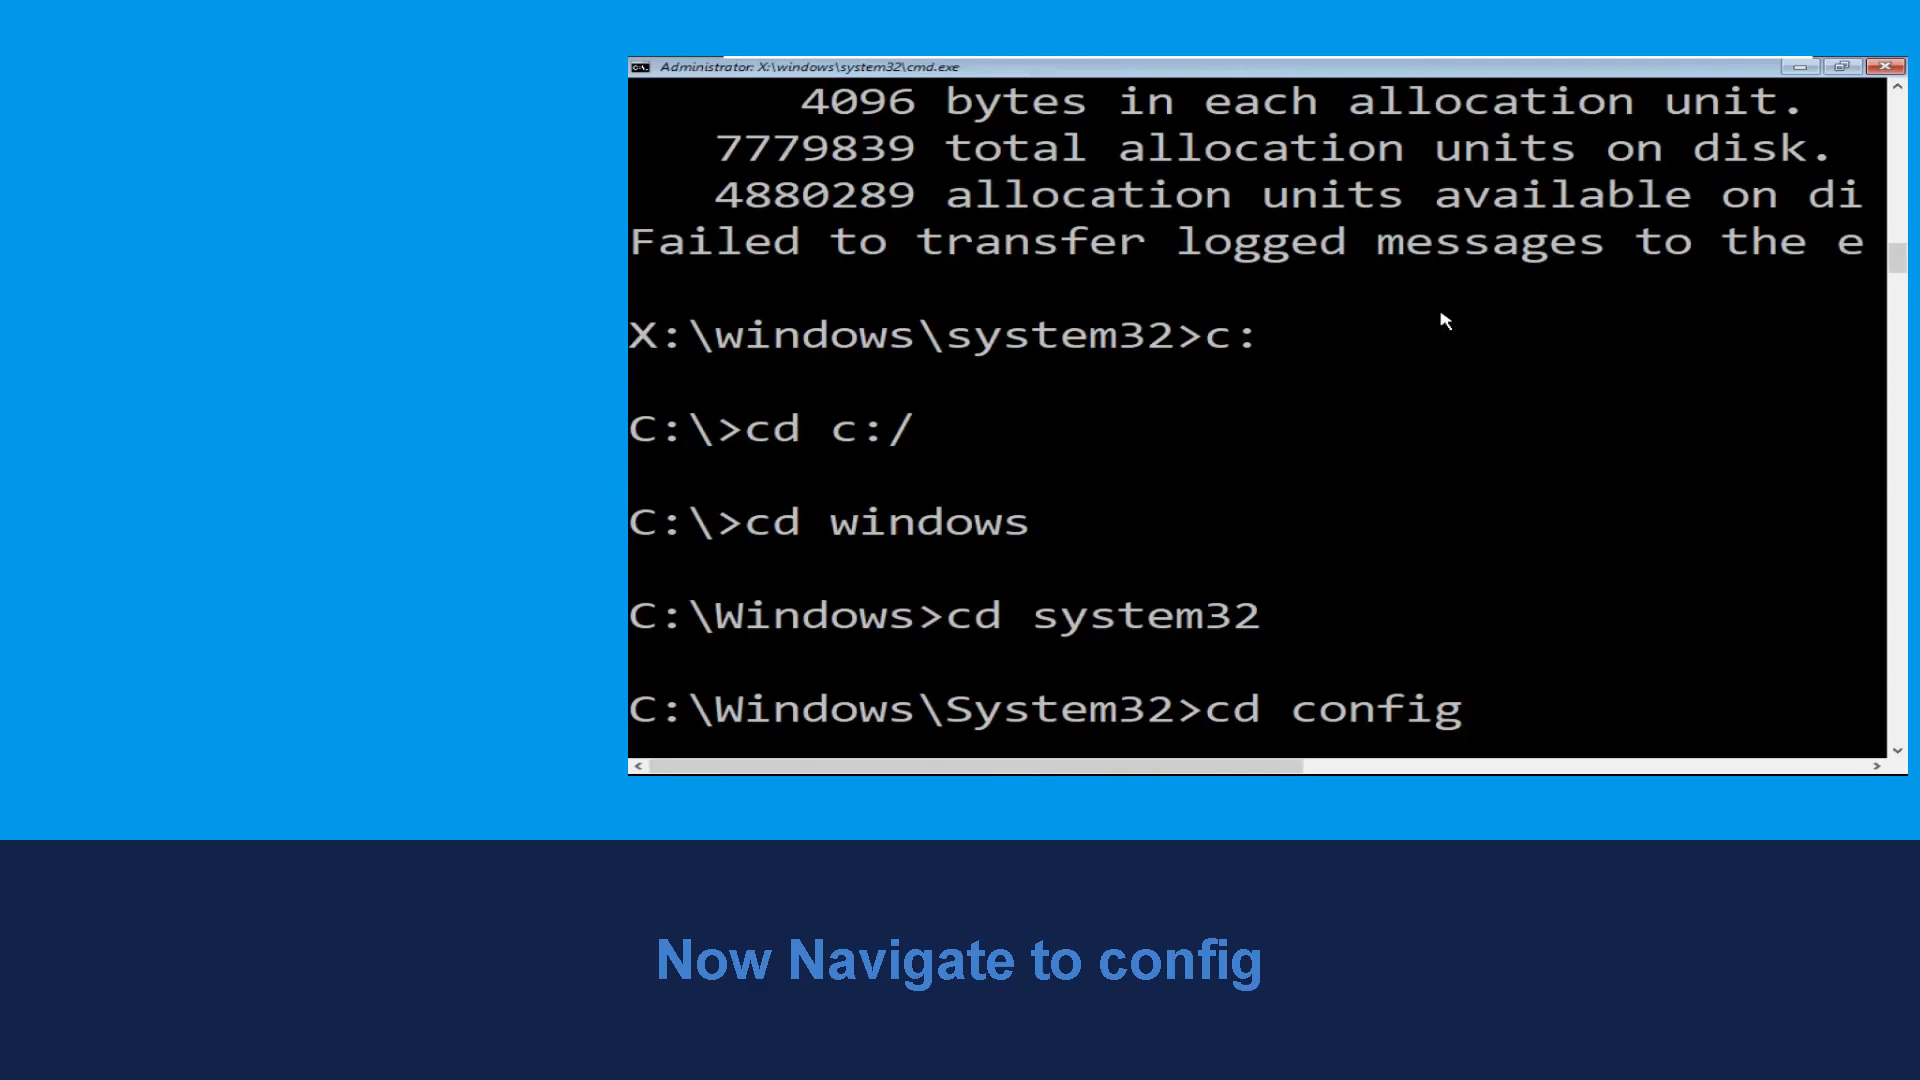 Administrator: X:\windows\system32\cmd.exe
4096 bytes in each allocation unit.
7779839 total allocation units on disk.
4880289 allocation units available on di
Failed to transfer logged messages to the e
X:\windows\system32>c:
C:\>cd c:/
C:\>cd windows
C:\Windows>cd system32
C:\Windows\System32>cd config
Now Navigate to config